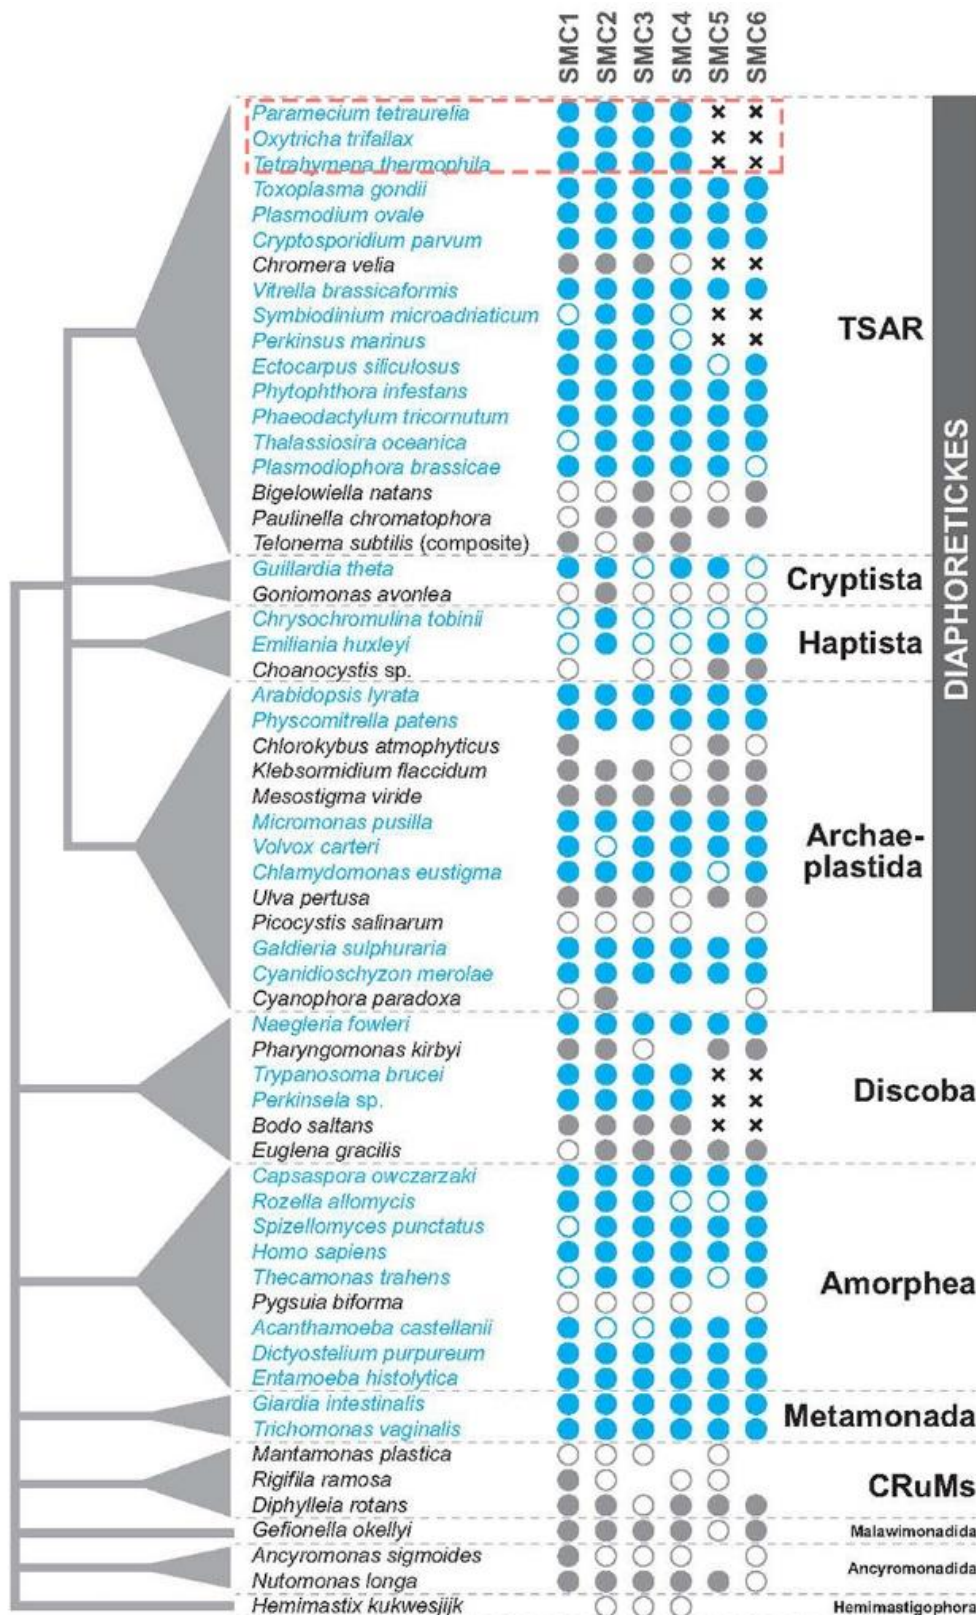 SMC1 SMC2 SMC3 SMC4 SMC5 SMC6
Paramecium tetraurelia
Oxytricha trifallax
Tetrahymena thermophila
Toxoplasma gondii
Plasmodium ovale
Cryptosporidium parvum
Chromera velia
Vitrella brassicaformis
Symbiodinium microadriaticum
Perkinsus marinus
Ectocarpus siliculosus
Phytophthora infestans
Phaeodactylum tricornutum
Thalassiosira oceanica
Plasmodiophora brassicae
Bigelowiella natans
Paulinella chromatophora
Telonema subtilis (composite)
TSAR
Guillardia theta
Goniomonas avonlea
Cryptista
Chrysochromulina tobinii
Emiliania huxleyi
Choanocystis sp.
Haptista
Arabidopsis lyrata
Physcomitrella patens
Chlorokybus atmophyticus
Klebsormidium flaccidum
Mesostigma viride
Micromonas pusilla
Volvox carteri
Chlamydomonas eustigma
Ulva pertusa
Picocystis salinarum
Galdieria sulphuraria
Cyanidioschyzon merolae
Cyanophora paradoxa
Archae-
plastida
DIAPHORETICKES
Naegleria fowleri
Pharyngomonas kirbyi
Trypanosoma brucei
Perkinsela sp.
Bodo saltans
Euglena gracilis
Discoba
Capsaspora owczarzaki
Rozella allomycis
Spizellomyces punctatus
Homo sapiens
Thecamonas trahens
Pygsuia biforma
Acanthamoeba castellanii
Dictyostelium purpureum
Entamoeba histolytica
Amorphea
Giardia intestinalis
Trichomonas vaginalis
Metamonada
Mantamonas plastica
Rigifila ramosa
Diphylleia rotans
CRuMs
Gefionella okellyi
Malawimonadida
Ancyromonas sigmoides
Nutomonas longa
Ancyromonadida
Hemimastix kukwesjijk
Hemimastigophora